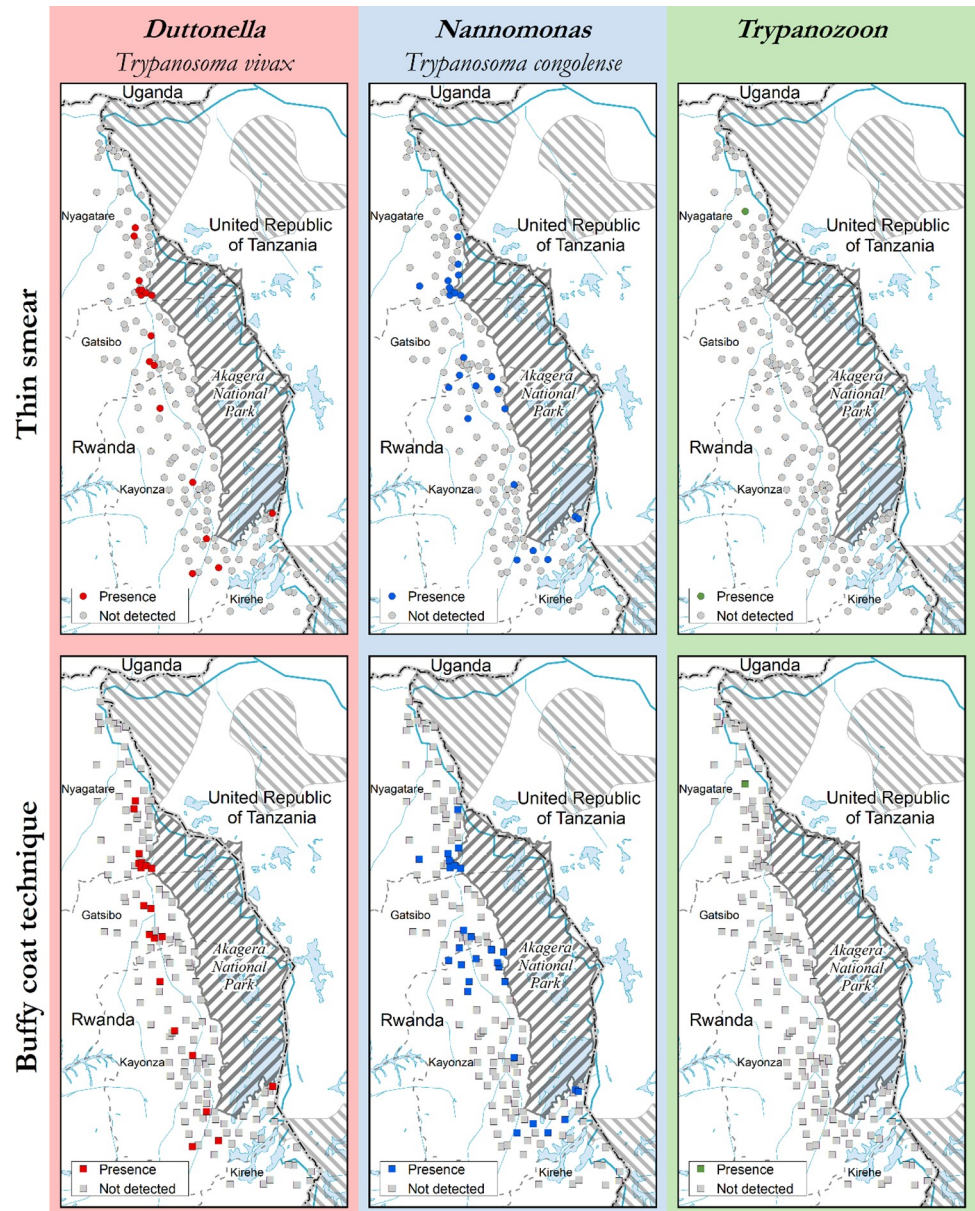 Duttonella
Trypanosoma vivax
Nannomonas
Trypanosoma congolense
Trypanozoon
Thin smear
Uganda
Nyagatare
United Republic
of Tanzania
Gatsibo
Akagera
National
Park
Rwanda
Kayonza
Kirehe
Presence
Not detected
Uganda
Nyagatare
United Republic
of Tanzania
Gatsibo
Akagera
National
Park
Rwanda
Kayonza
Kirehe
Presence
Not detected
Uganda
Nyagatare
United Republic
of Tanzania
Gatsibo
Akagera
National
Park
Rwanda
Kayonza
Kirehe
Presence
Not detected
Buffy coat technique
Uganda
Nyagatare
United Republic
of Tanzania
Gatsibo
Akagera
National
Park
Rwanda
Kayonza
Kirehe
Presence
Not detected
Uganda
Nyagatare
United Republic
of Tanzania
Gatsibo
Akagera
National
Park
Rwanda
Kayonza
Kirehe
Presence
Not detected
Uganda
Nyagatare
United Republic
of Tanzania
Gatsibo
Akagera
National
Park
Rwanda
Kayonza
Kirehe
Presence
Not detected